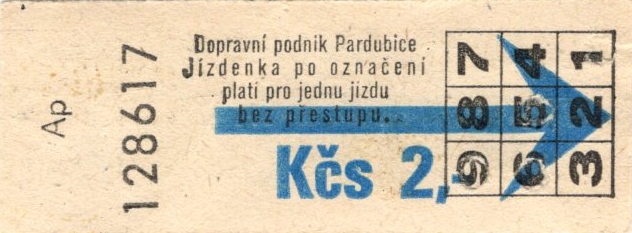 Ap
128617
Dopravní podnik Pardubice
Jízdenka po označení
platí pro jednu jízdu
bez přestupu.
Kčs 2,-
7 4 1
8 5 2
9 6 3